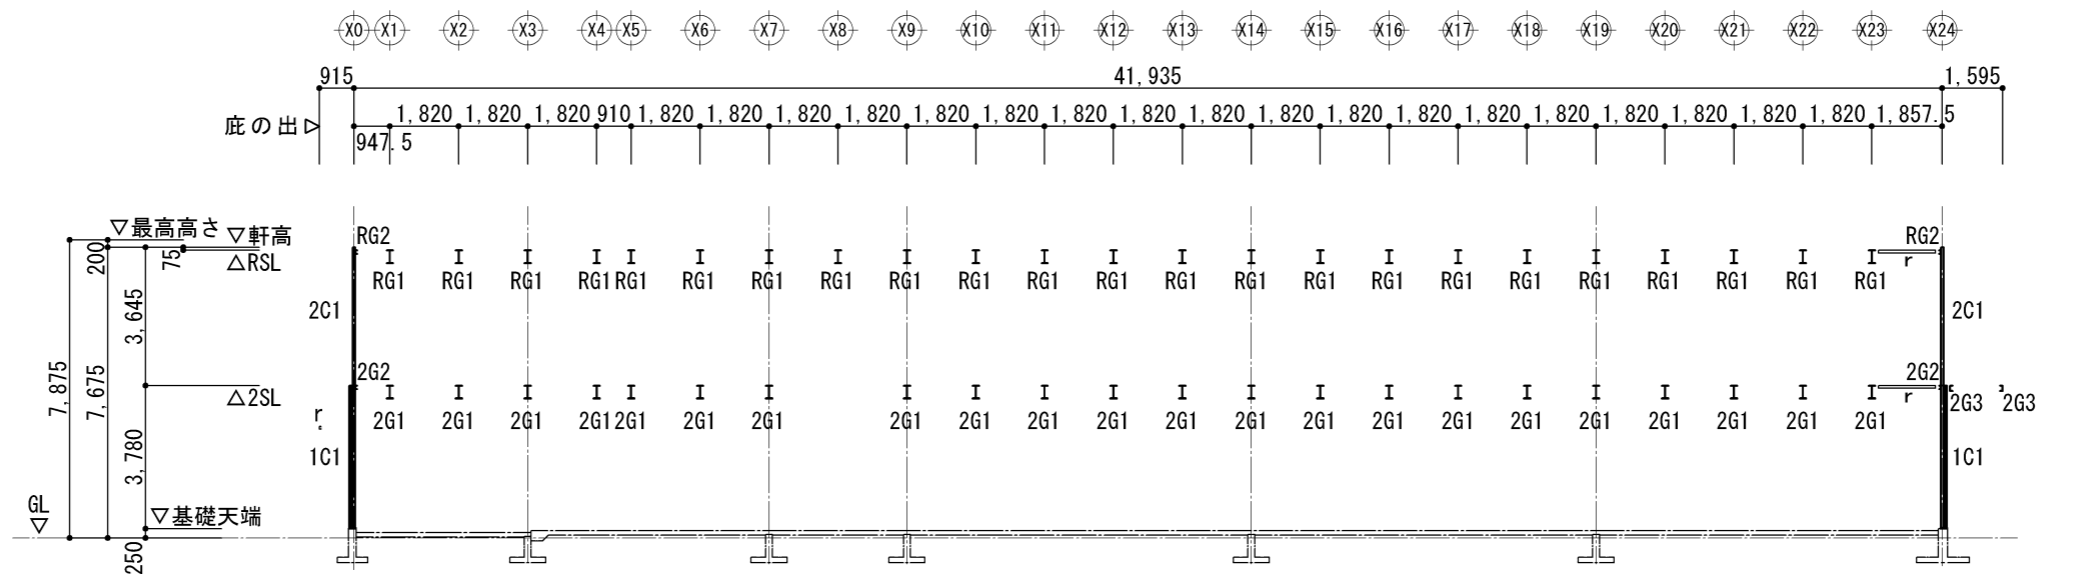 X0 X1 X2 X3 X4 X5 X6 X7 X8 X9 X10 X11 X12 X13 X14 X15 X16 X17 X18 X19 X20 X21 X22 X23 X24
915 41,935 1,595
庇の出 1,820 1,820 1,820 910 1,820 1,820 1,820 1,820 1,820 1,820 1,820 1,820 1,820 1,820 1,820 1,820 1,820 1,820 1,820 1,820 1,820 1,857.5
947.5
▽最高高さ ▽軒高 RG2 RG2
200 75 △RSL r
RG1 RG1 RG1 RG1 RG1 RG1 RG1 RG1 RG1 RG1 RG1 RG1 RG1 RG1 RG1 RG1 RG1 RG1 RG1 RG1 RG1 RG1 RG1
3,645 2C1 2C1
2G2 2G2
7,875 7,675 △2SL r 2G3 2G3
r
2G1 2G1 2G1 2G1 2G1 2G1 2G1 2G1 2G1 2G1 2G1 2G1 2G1 2G1 2G1 2G1 2G1 2G1 2G1 2G1 2G1 2G1
3,780 1C1 1C1
GL ▽基礎天端
▽
250